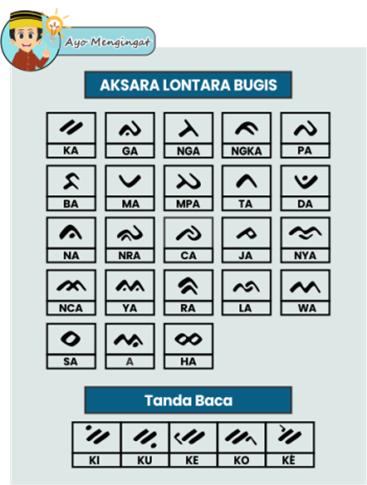 Ayo Mengingat
AKSARA LONTARA BUGIS
ᨀ ᨁ ᨂ ᨃ ᨄ
KA GA NGA NGKA PA
ᨅ ᨆ ᨇ ᨈ ᨉ
BA MA MPA TA DA
ᨊ ᨋ ᨌ ᨍ ᨎ
NA NRA CA JA NYA
ᨏ ᨐ ᨑ ᨒ ᨓ
NCA YA RA LA WA
ᨔ ᨕ ᨖ
SA A HA
Tanda Baca
ᨀᨗ ᨀᨘ ᨀᨙ ᨀᨚ ᨀᨛ
KI KU KE KO KÈ